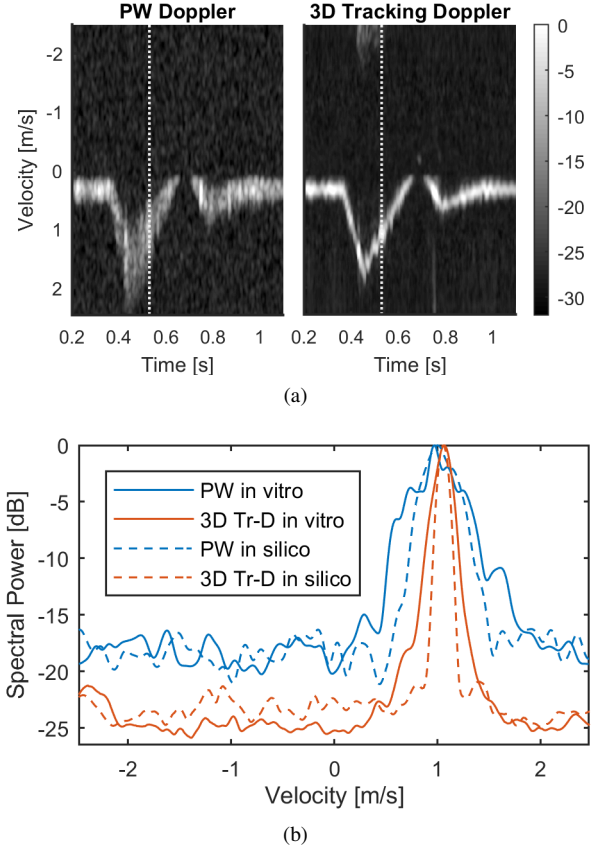 PW Doppler 3D Tracking Doppler
-2
-1
0
1
2
Velocity [m/s]
0.2 0.4 0.6 0.8 1
Time [s]
0.2 0.4 0.6 0.8 1
Time [s]
0
-5
-10
-15
-20
-25
-30
(a)
0
-5
-10
-15
-20
-25
Spectral Power [dB]
PW in vitro
3D Tr-D in vitro
PW in silico
3D Tr-D in silico
-2 -1 0 1 2
Velocity [m/s]
(b)